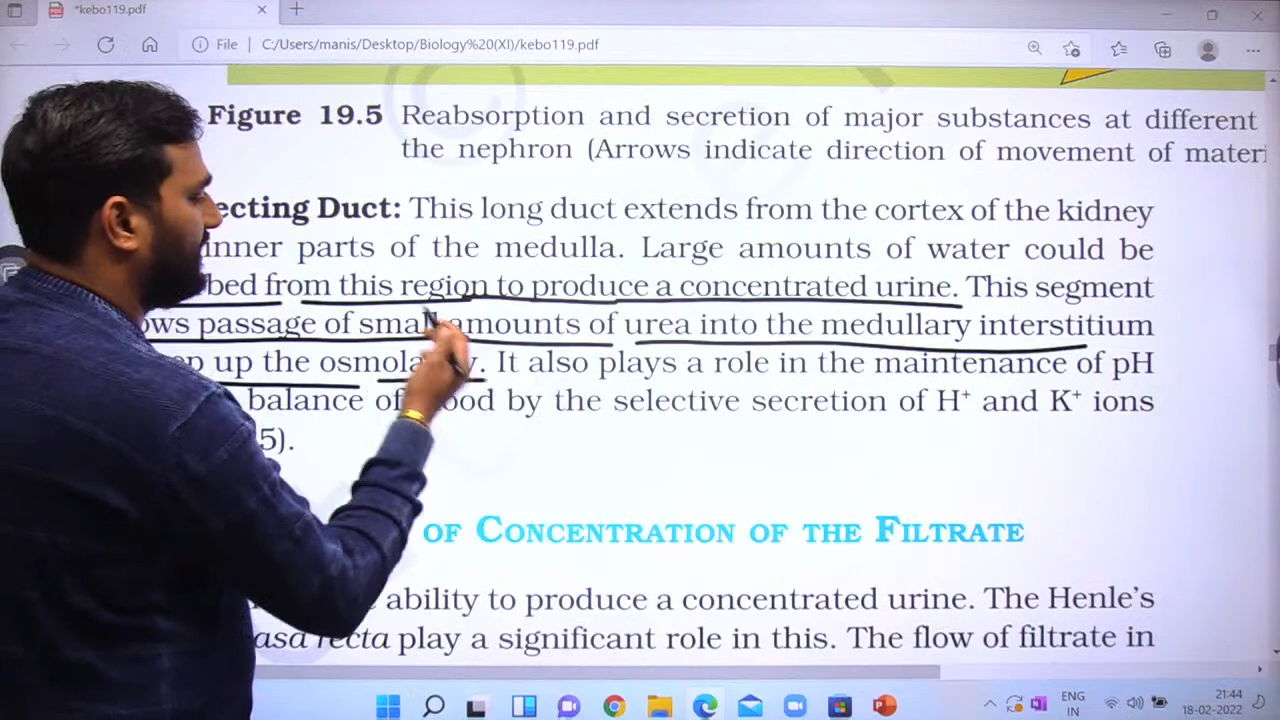 *kebo119.pdf
File C:/Users/manis/Desktop/Biology%20(XI)/kebo119.pdf
Figure 19.5 Reabsorption and secretion of major substances at different
the nephron (Arrows indicate direction of movement of materi
ecting Duct: This long duct extends from the cortex of the kidney
inner parts of the medulla. Large amounts of water could be
bed from this region to produce a concentrated urine. This segment
ows passage of small amounts of urea into the medullary interstitium
p up the osmola y. It also plays a role in the maintenance of pH
balance of ood by the selective secretion of H⁺ and K⁺ ions
5).
OF CONCENTRATION OF THE FILTRATE
ability to produce a concentrated urine. The Henle's
asa recta play a significant role in this. The flow of filtrate in
ENG
IN
21:44
18-02-2022